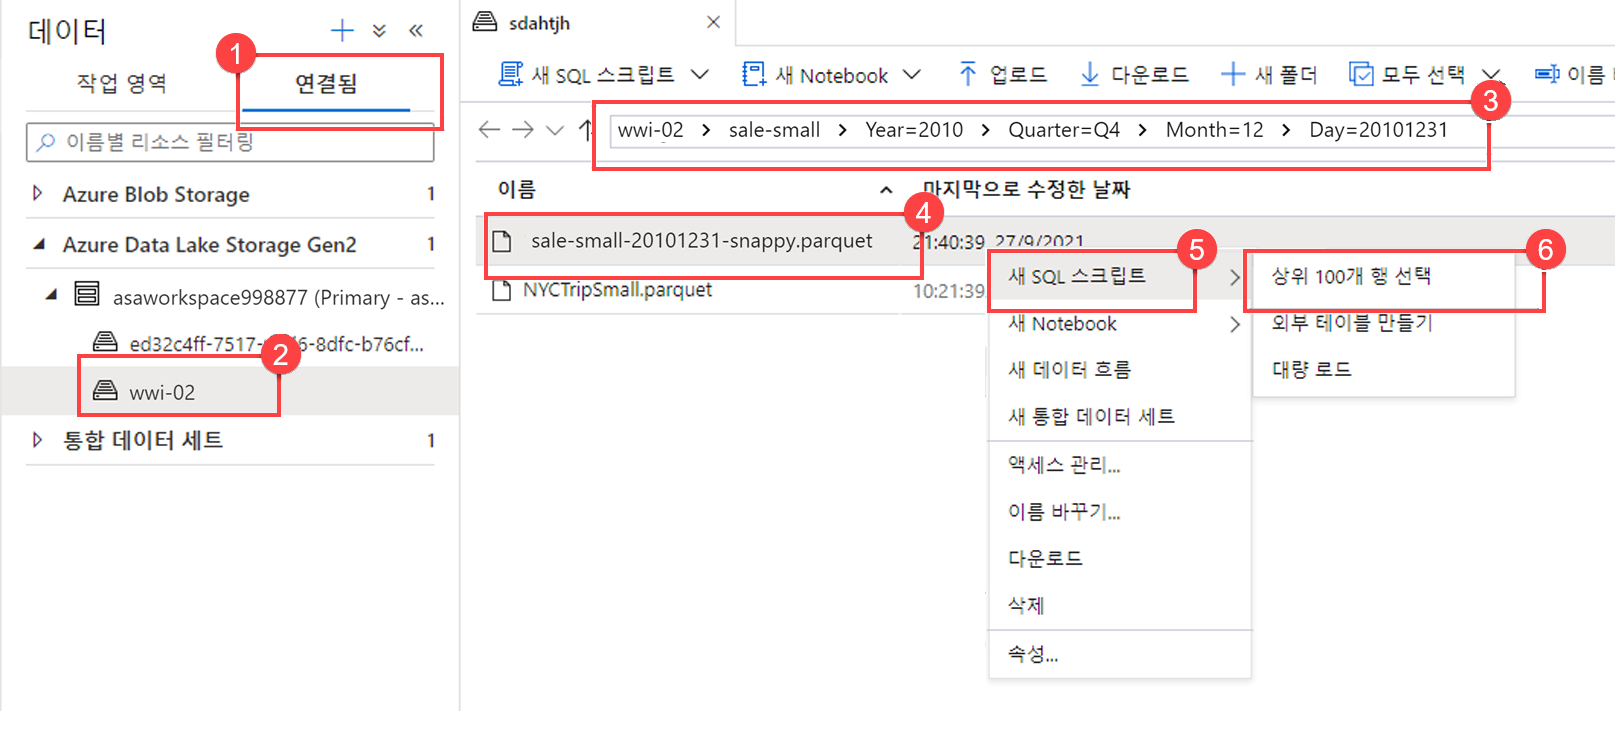 데이터
1
작업 영역
연결됨
이름별 리소스 필터링
Azure Blob Storage 1
Azure Data Lake Storage Gen2 1
asaworkspace998877 (Primary - as...
ed32c4ff-7517- 6-8dfc-b76cf...
2
wwi-02
통합 데이터 세트 1
sdahtjh
새 SQL 스크립트 새 Notebook 업로드 다운로드 새 폴더 모두 선택 이름
3
wwi-02 > sale-small > Year=2010 > Quarter=Q4 > Month=12 > Day=20101231
이름 마지막으로 수정한 날짜
4
sale-small-20101231-snappy.parquet 21:40:39 27/9/2021
NYCTripSmall.parquet 10:21:39
5
새 SQL 스크립트
새 Notebook
새 데이터 흐름
새 통합 데이터 세트
액세스 관리...
이름 바꾸기...
다운로드
삭제
속성...
6
상위 100개 행 선택
외부 테이블 만들기
대량 로드